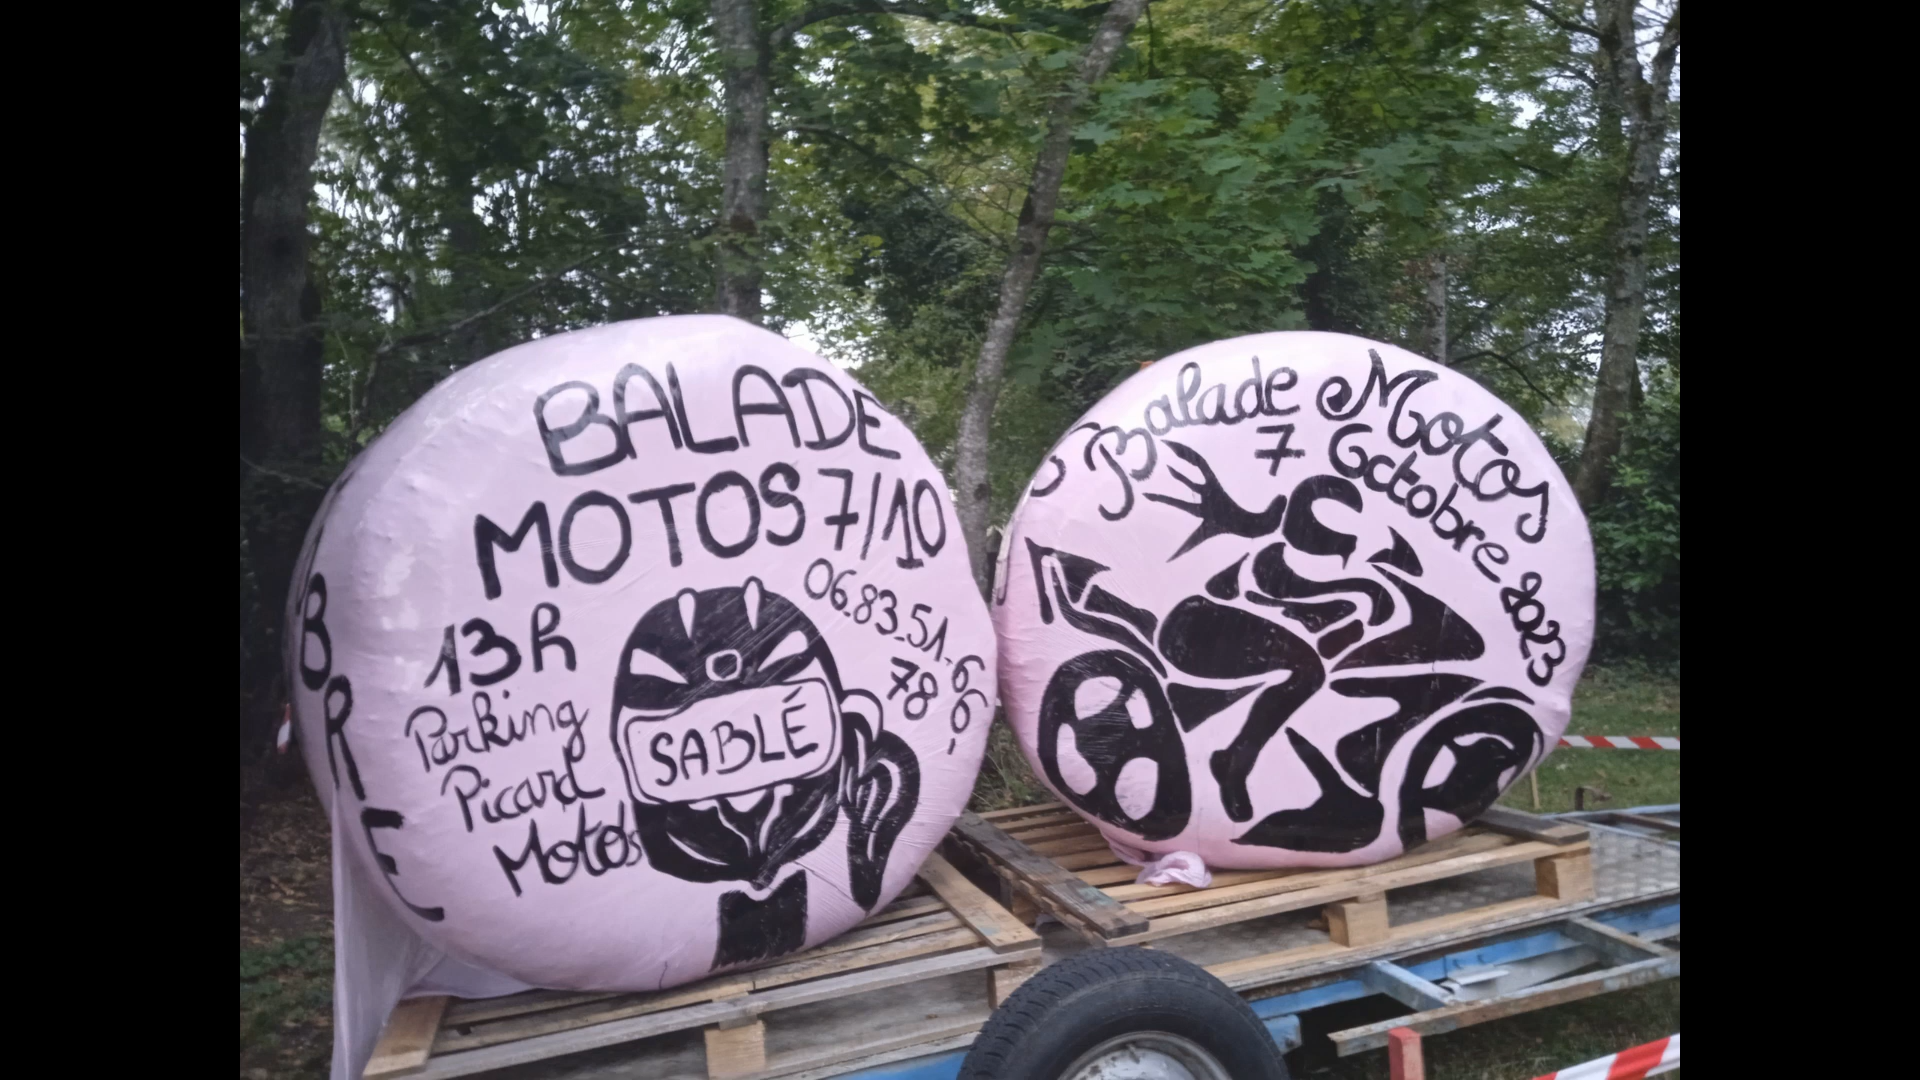 BALADE
MOTOS 7/10
06.83.51.66-
78
13h
Parking
Picard
Motos
SABLÉ
BRE
Balade Motos
7 Octobre 2023